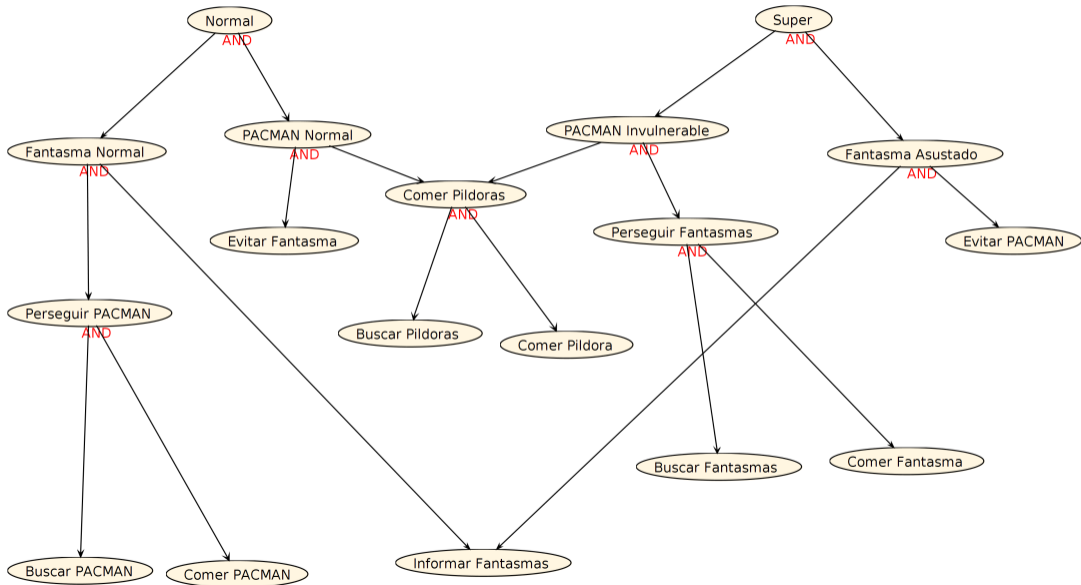 Normal
AND
Super
AND
Fantasma Normal
AND
PACMAN Normal
AND
PACMAN Invulnerable
AND
Fantasma Asustado
AND
Comer Pildoras
AND
Evitar Fantasma
Perseguir Fantasmas
AND
Evitar PACMAN
Perseguir PACMAN
AND
Buscar Pildoras
Comer Pildora
Buscar Fantasmas
Comer Fantasma
Buscar PACMAN
Comer PACMAN
Informar Fantasmas